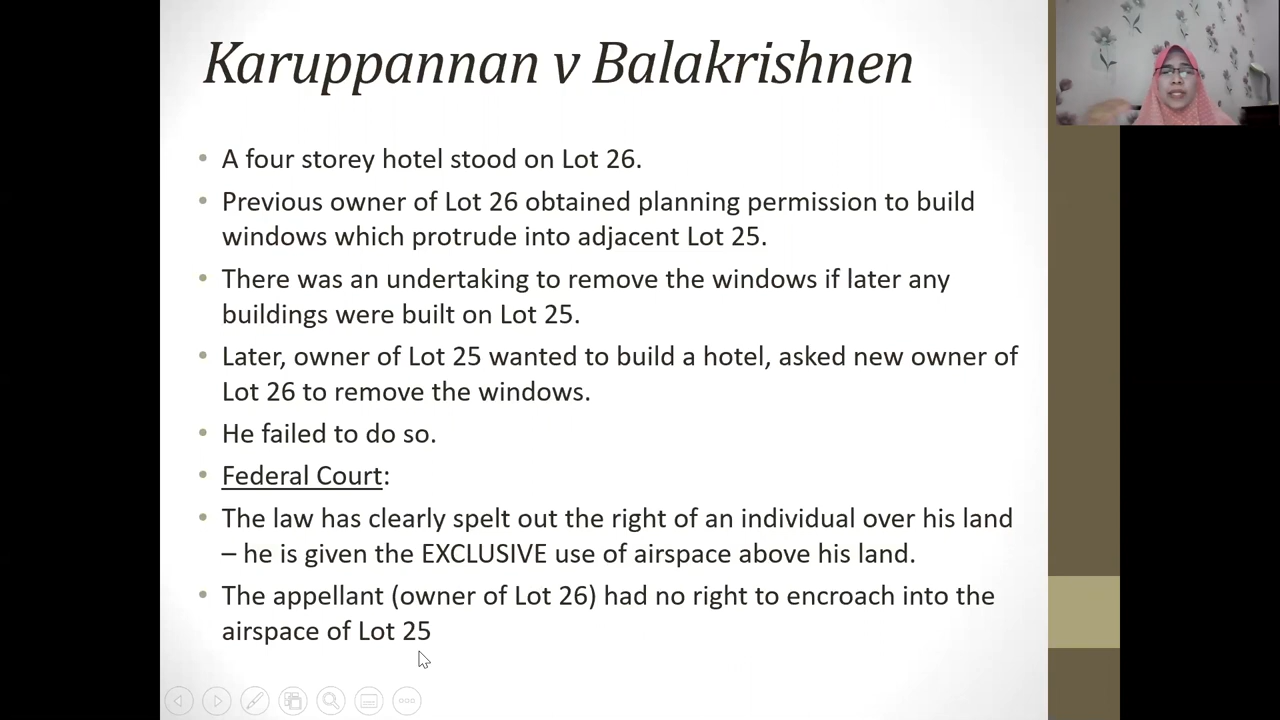 Karuppannan v Balakrishnen
• A four storey hotel stood on Lot 26.
• Previous owner of Lot 26 obtained planning permission to build
windows which protrude into adjacent Lot 25.
• There was an undertaking to remove the windows if later any
buildings were built on Lot 25.
• Later, owner of Lot 25 wanted to build a hotel, asked new owner of
Lot 26 to remove the windows.
• He failed to do so.
• Federal Court:
• The law has clearly spelt out the right of an individual over his land
– he is given the EXCLUSIVE use of airspace above his land.
• The appellant (owner of Lot 26) had no right to encroach into the
airspace of Lot 25